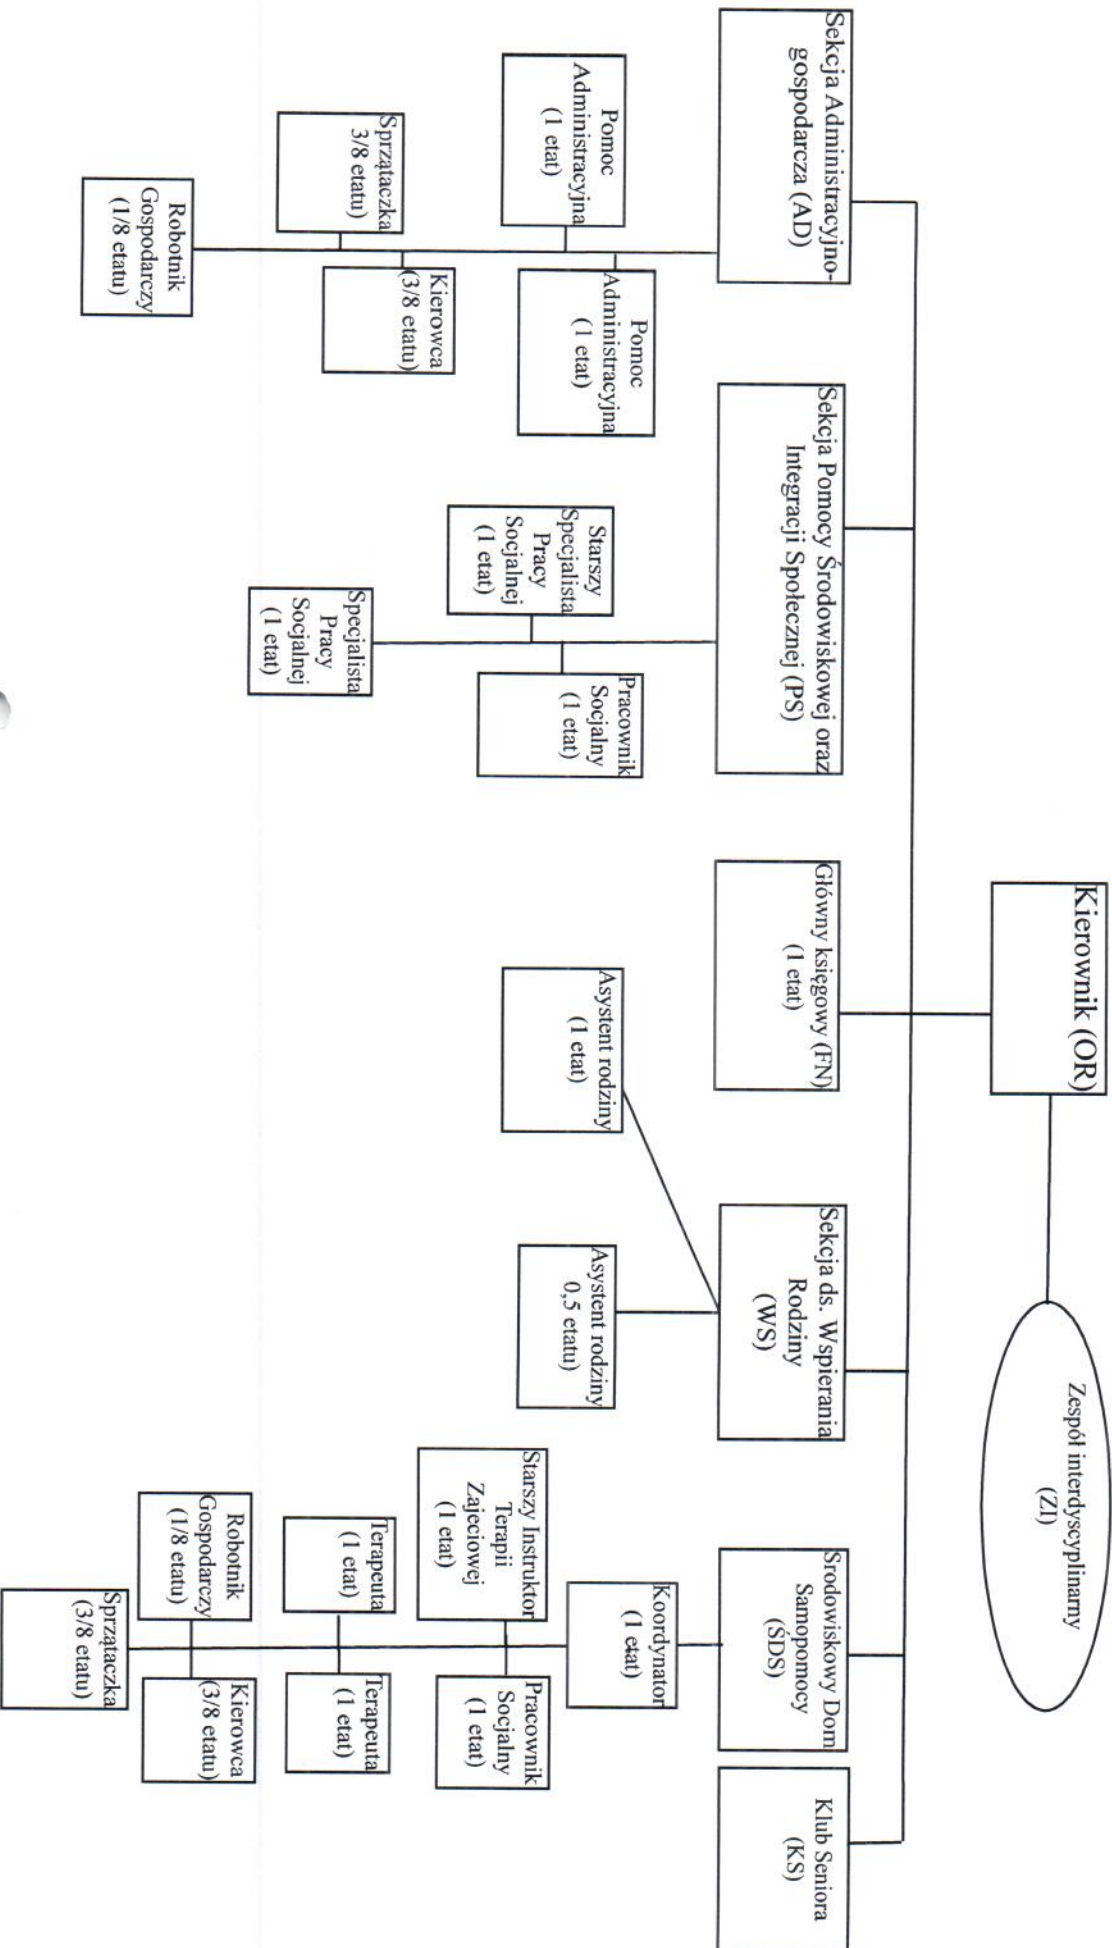 Kierownik (OR)
Zespół interdyscyplinarny
(ZI)
Sekcja Administracyjno-
gospodarcza (AD)
Sekcja Pomocy Środowiskowej oraz
Integracji Społecznej (PS)
Główny księgowy (FN)
(1 etat)
Sekcja ds. Wspierania
Rodziny
(WS)
Środowiskowy Dom
Samopomocy
(ŚDS)
Klub Seniora
(KS)
Pomoc
Administracyjna
(1 etat)
Pomoc
Administracyjna
(1 etat)
Sprzątaczka
3/8 etatu)
Kierowca
(3/8 etatu)
Robotnik
Gospodarczy
(1/8 etatu)
Starszy
Specjalista
Pracy
Socjalnej
(1 etat)
Pracownik
Socjalny
(1 etat)
Specjalista
Pracy
Socjalnej
(1 etat)
Asystent rodziny
(1 etat)
Asystent rodziny
0,5 etatu)
Koordynator
(1 etat)
Starszy Instruktor
Terapii
Zajeciowej
(1 etat)
Pracownik
Socjalny
(1 etat)
Terapeuta
(1 etat)
Terapeuta
(1 etat)
Robotnik
Gospodarczy
(1/8 etatu)
Kierowca
(3/8 etatu)
Sprzątaczka
(3/8 etatu)